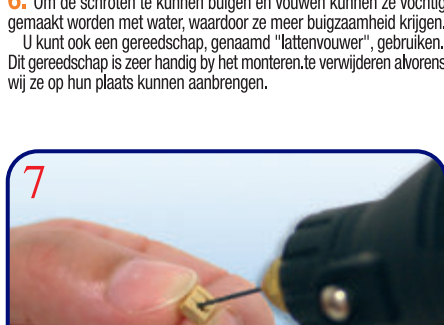 6. Om de schroten te kunnen buigen en vouwen kunnen ze vochtig
gemaakt worden met water, waardoor ze meer buigzaamheid krijgen.
U kunt ook een gereedschap, genaamd "lattenvouwer", gebruiken.
Dit gereedschap is zeer handig by het monteren.te verwijderen alvorens
wij ze op hun plaats kunnen aanbrengen.
7